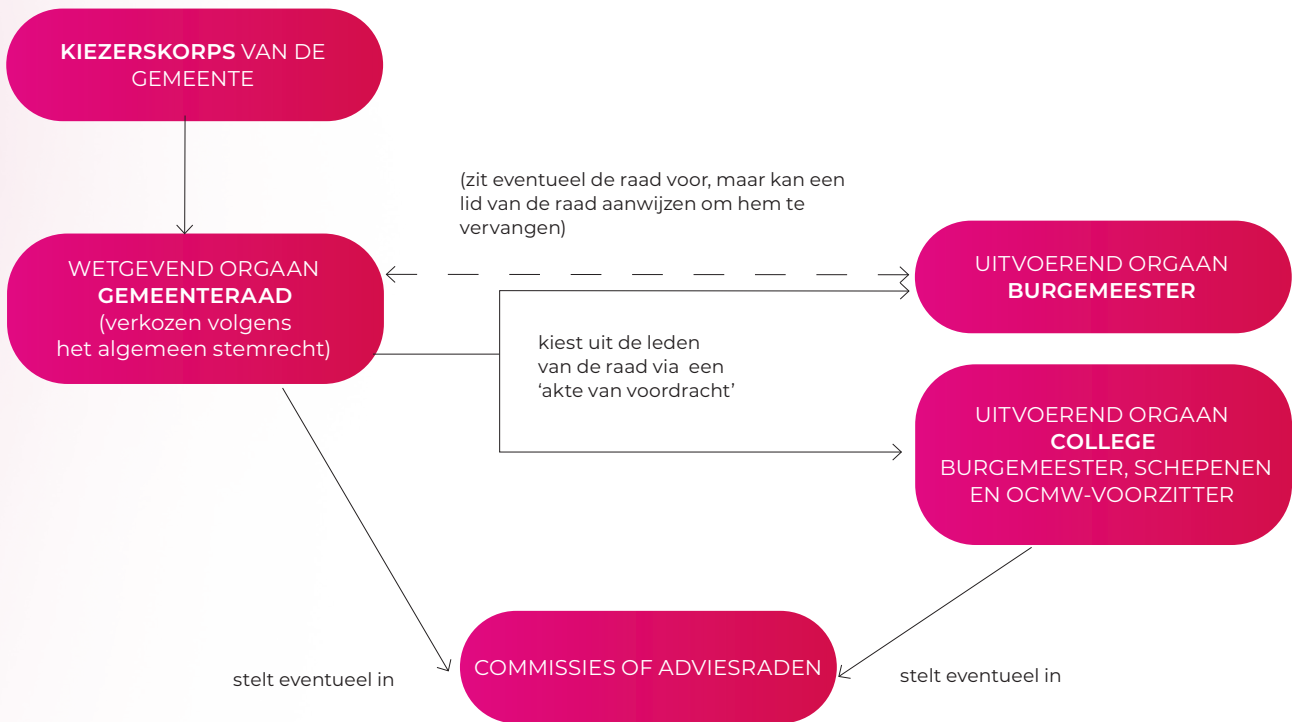 KIEZERSKORPS VAN DE
GEMEENTE
(zit eventueel de raad voor, maar kan een
lid van de raad aanwijzen om hem te
vervangen)
WETGEVEND ORGAAN
GEMEENTERAAD
(verkozen volgens
het algemeen stemrecht)
UITVOEREND ORGAAN
BURGEMEESTER
kiest uit de leden
van de raad via een
‘akte van voordracht’
UITVOEREND ORGAAN
COLLEGE
BURGEMEESTER, SCHEPENEN
EN OCMW-VOORZITTER
stelt eventueel in
COMMISSIES OF ADVIESRADEN
stelt eventueel in